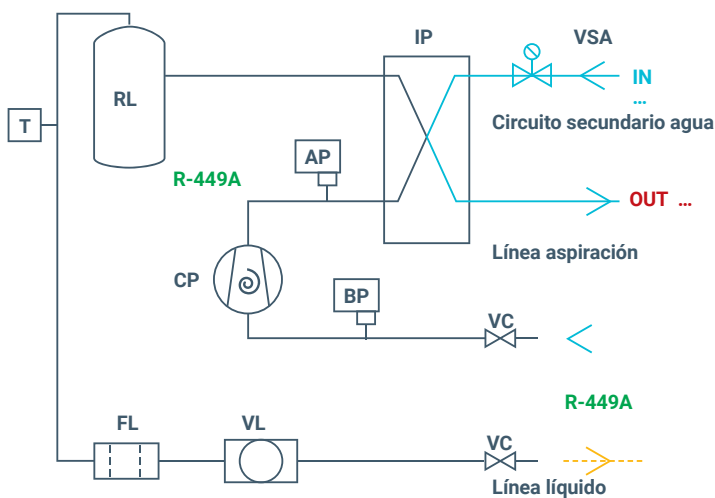 IP
VSA
RL
IN
...
T
Circuito secundario agua
AP
R-449A
OUT ...
Línea aspiración
CP
BP
VC
R-449A
FL
VL
VC
Línea líquido